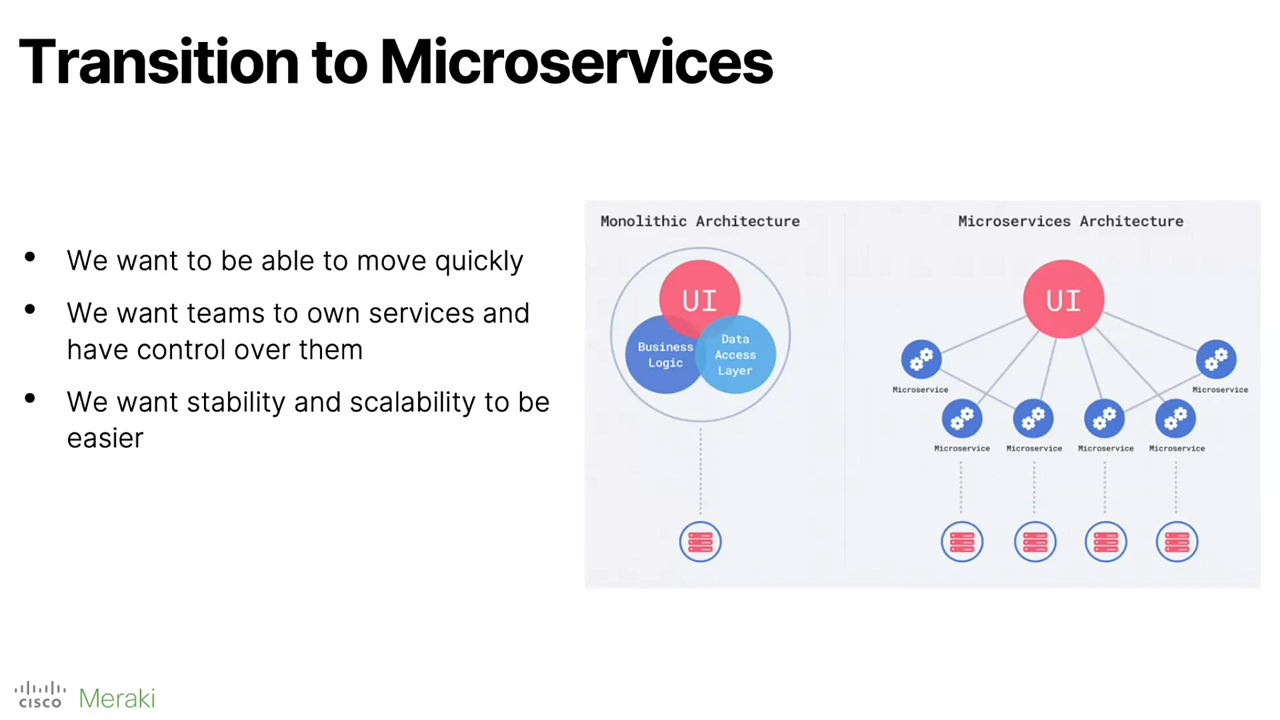 Transition to Microservices
We want to be able to move quickly
We want teams to own services and
have control over them
We want stability and scalability to be
easier
Monolithic Architecture
UI
Business
Logic
Data
Access
Layer
Microservices Architecture
UI
Microservice
Microservice
Microservice
Microservice
Microservice
Microservice
cisco Meraki